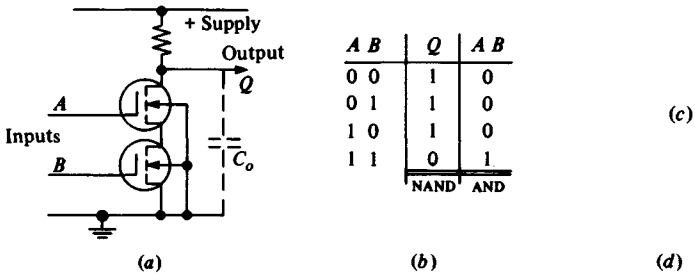 + Supply
Output
Q
A
Inputs
B
C_o
(a)
A B Q A B
0 0 1 0
0 1 1 0
1 0 1 0
1 1 0 1
NAND AND
(b)
(c)
(d)